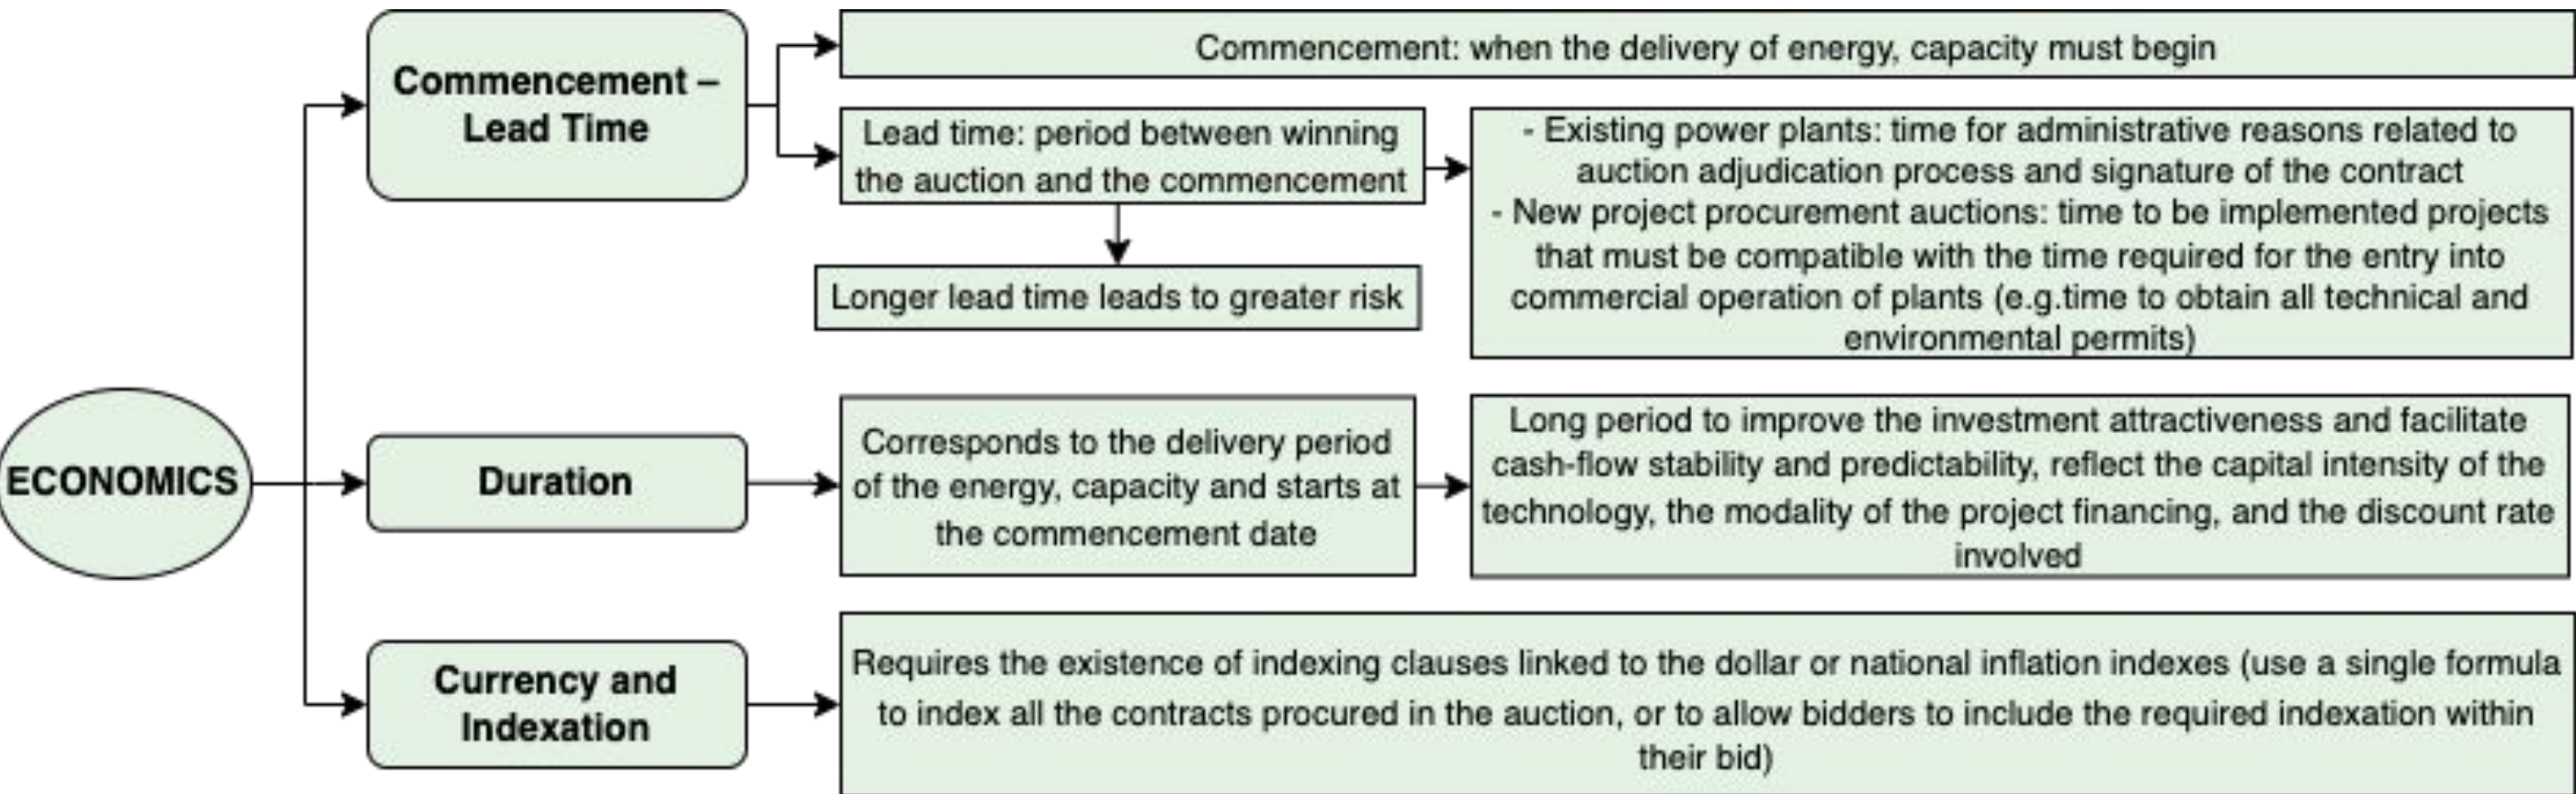 ECONOMICS
Commencement –
Lead Time
Commencement: when the delivery of energy, capacity must begin
Lead time: period between winning
the auction and the commencement
- Existing power plants: time for administrative reasons related to
auction adjudication process and signature of the contract
- New project procurement auctions: time to be implemented projects
that must be compatible with the time required for the entry into
commercial operation of plants (e.g.time to obtain all technical and
environmental permits)
Longer lead time leads to greater risk
Duration
Corresponds to the delivery period
of the energy, capacity and starts at
the commencement date
Long period to improve the investment attractiveness and facilitate
cash-flow stability and predictability, reflect the capital intensity of the
technology, the modality of the project financing, and the discount rate
involved
Currency and
Indexation
Requires the existence of indexing clauses linked to the dollar or national inflation indexes (use a single formula
to index all the contracts procured in the auction, or to allow bidders to include the required indexation within
their bid)